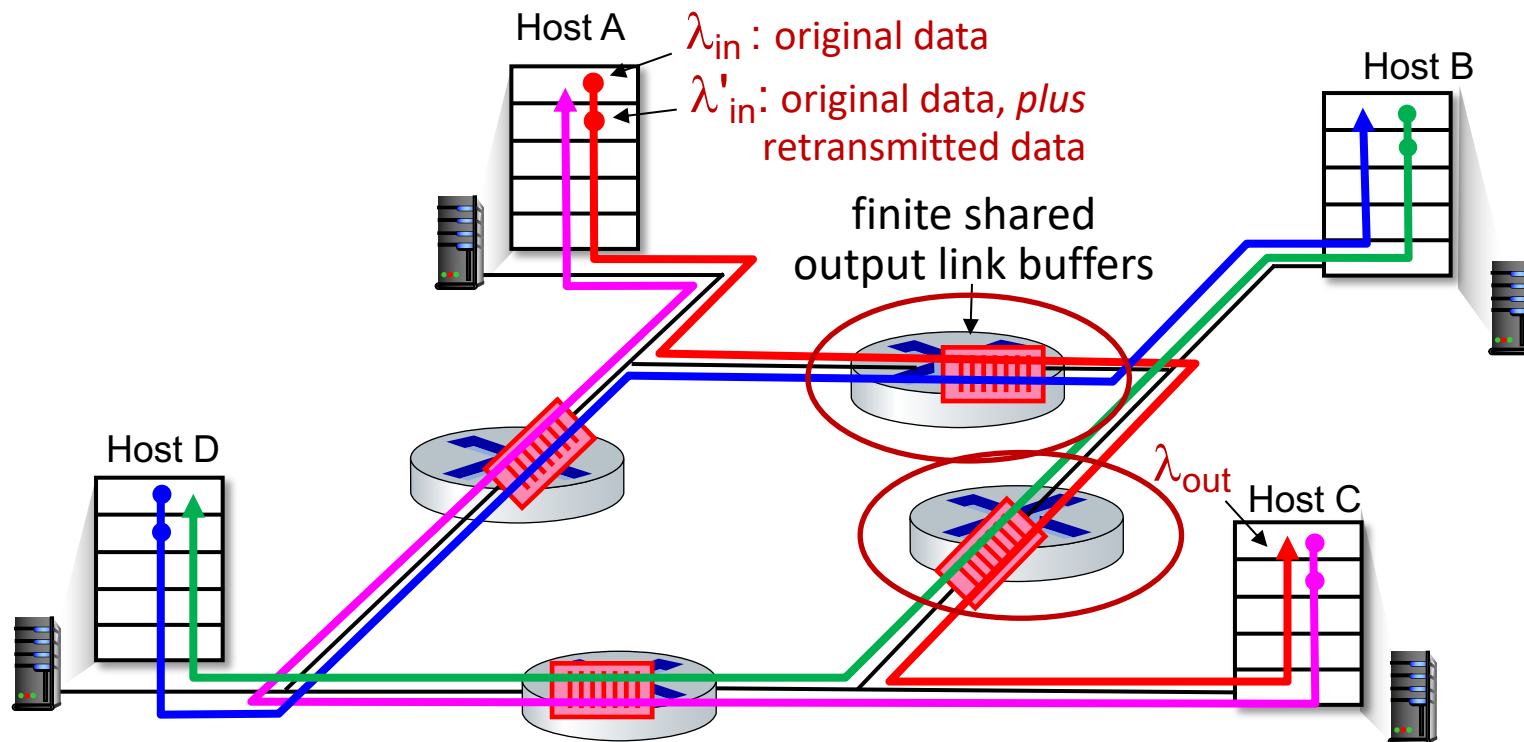 Host A
λin : original data
λ'in: original data, plus
retransmitted data
Host B
finite shared
output link buffers
Host D
λout
Host C